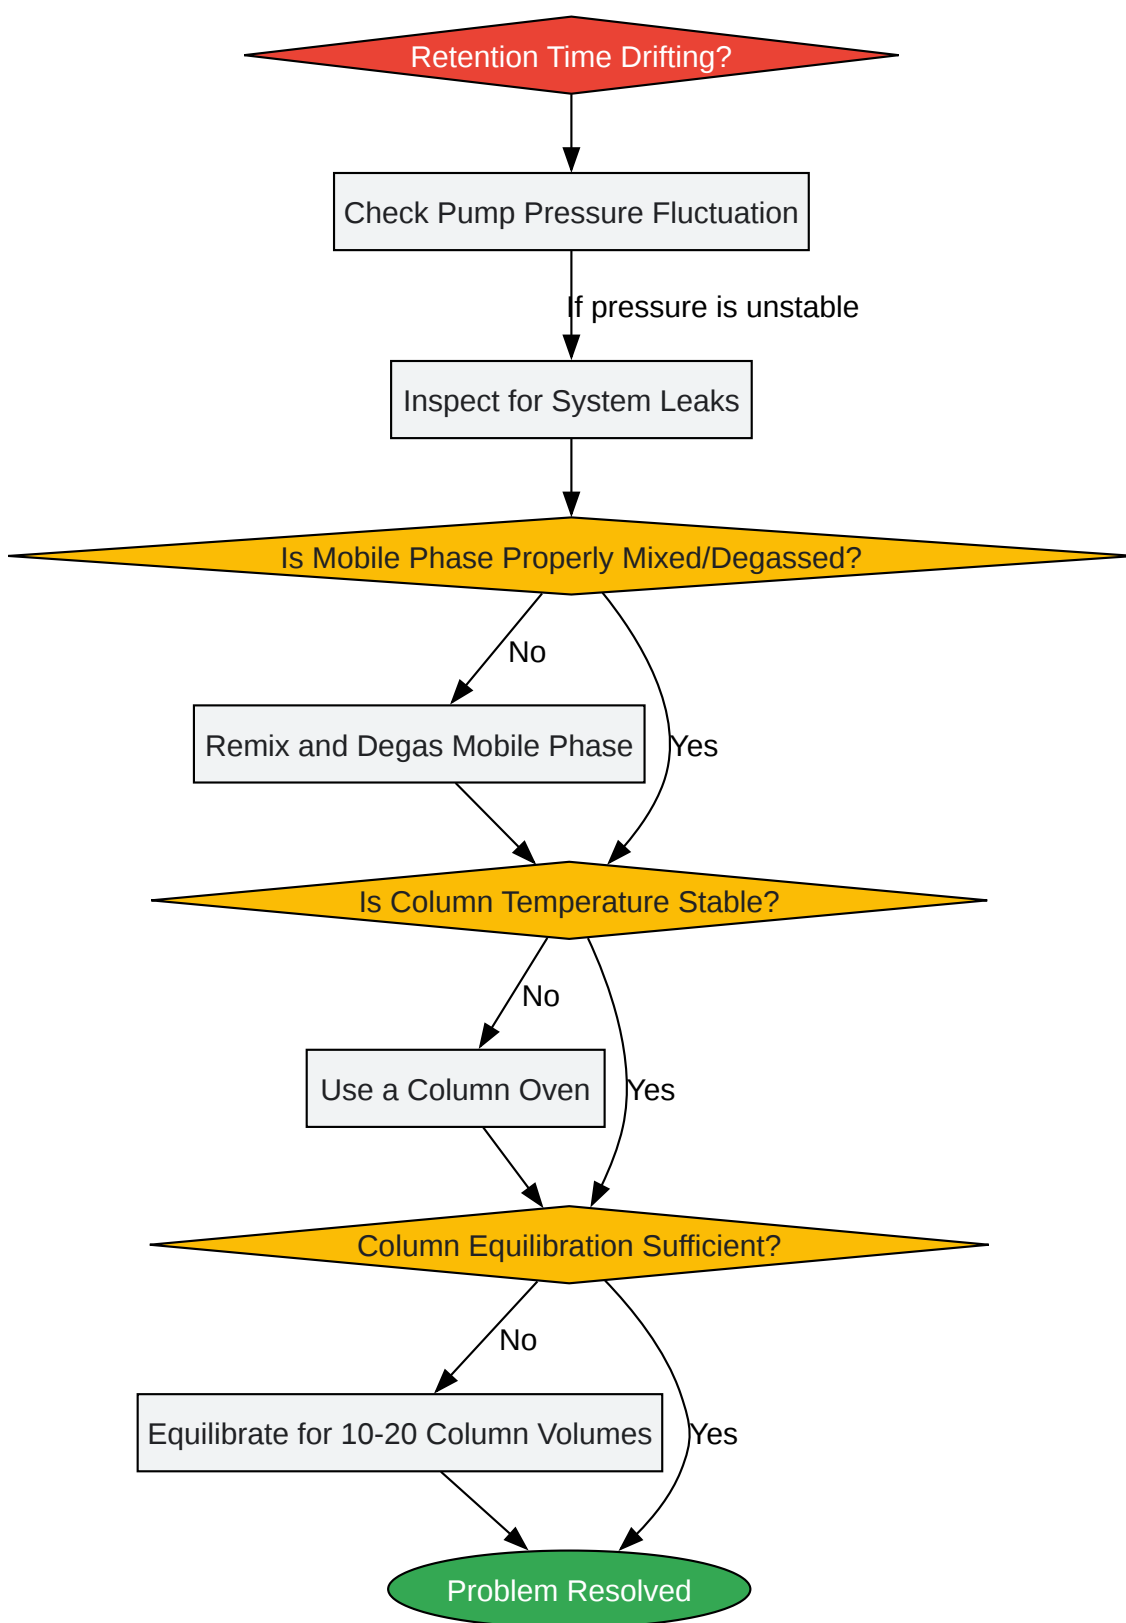 Retention Time Drifting?
Check Pump Pressure Fluctuation
If pressure is unstable
Inspect for System Leaks
Is Mobile Phase Properly Mixed/Degassed?
No
Remix and Degas Mobile Phase
Yes
Is Column Temperature Stable?
No
Use a Column Oven
Yes
Column Equilibration Sufficient?
No
Equilibrate for 10-20 Column Volumes
Yes
Problem Resolved